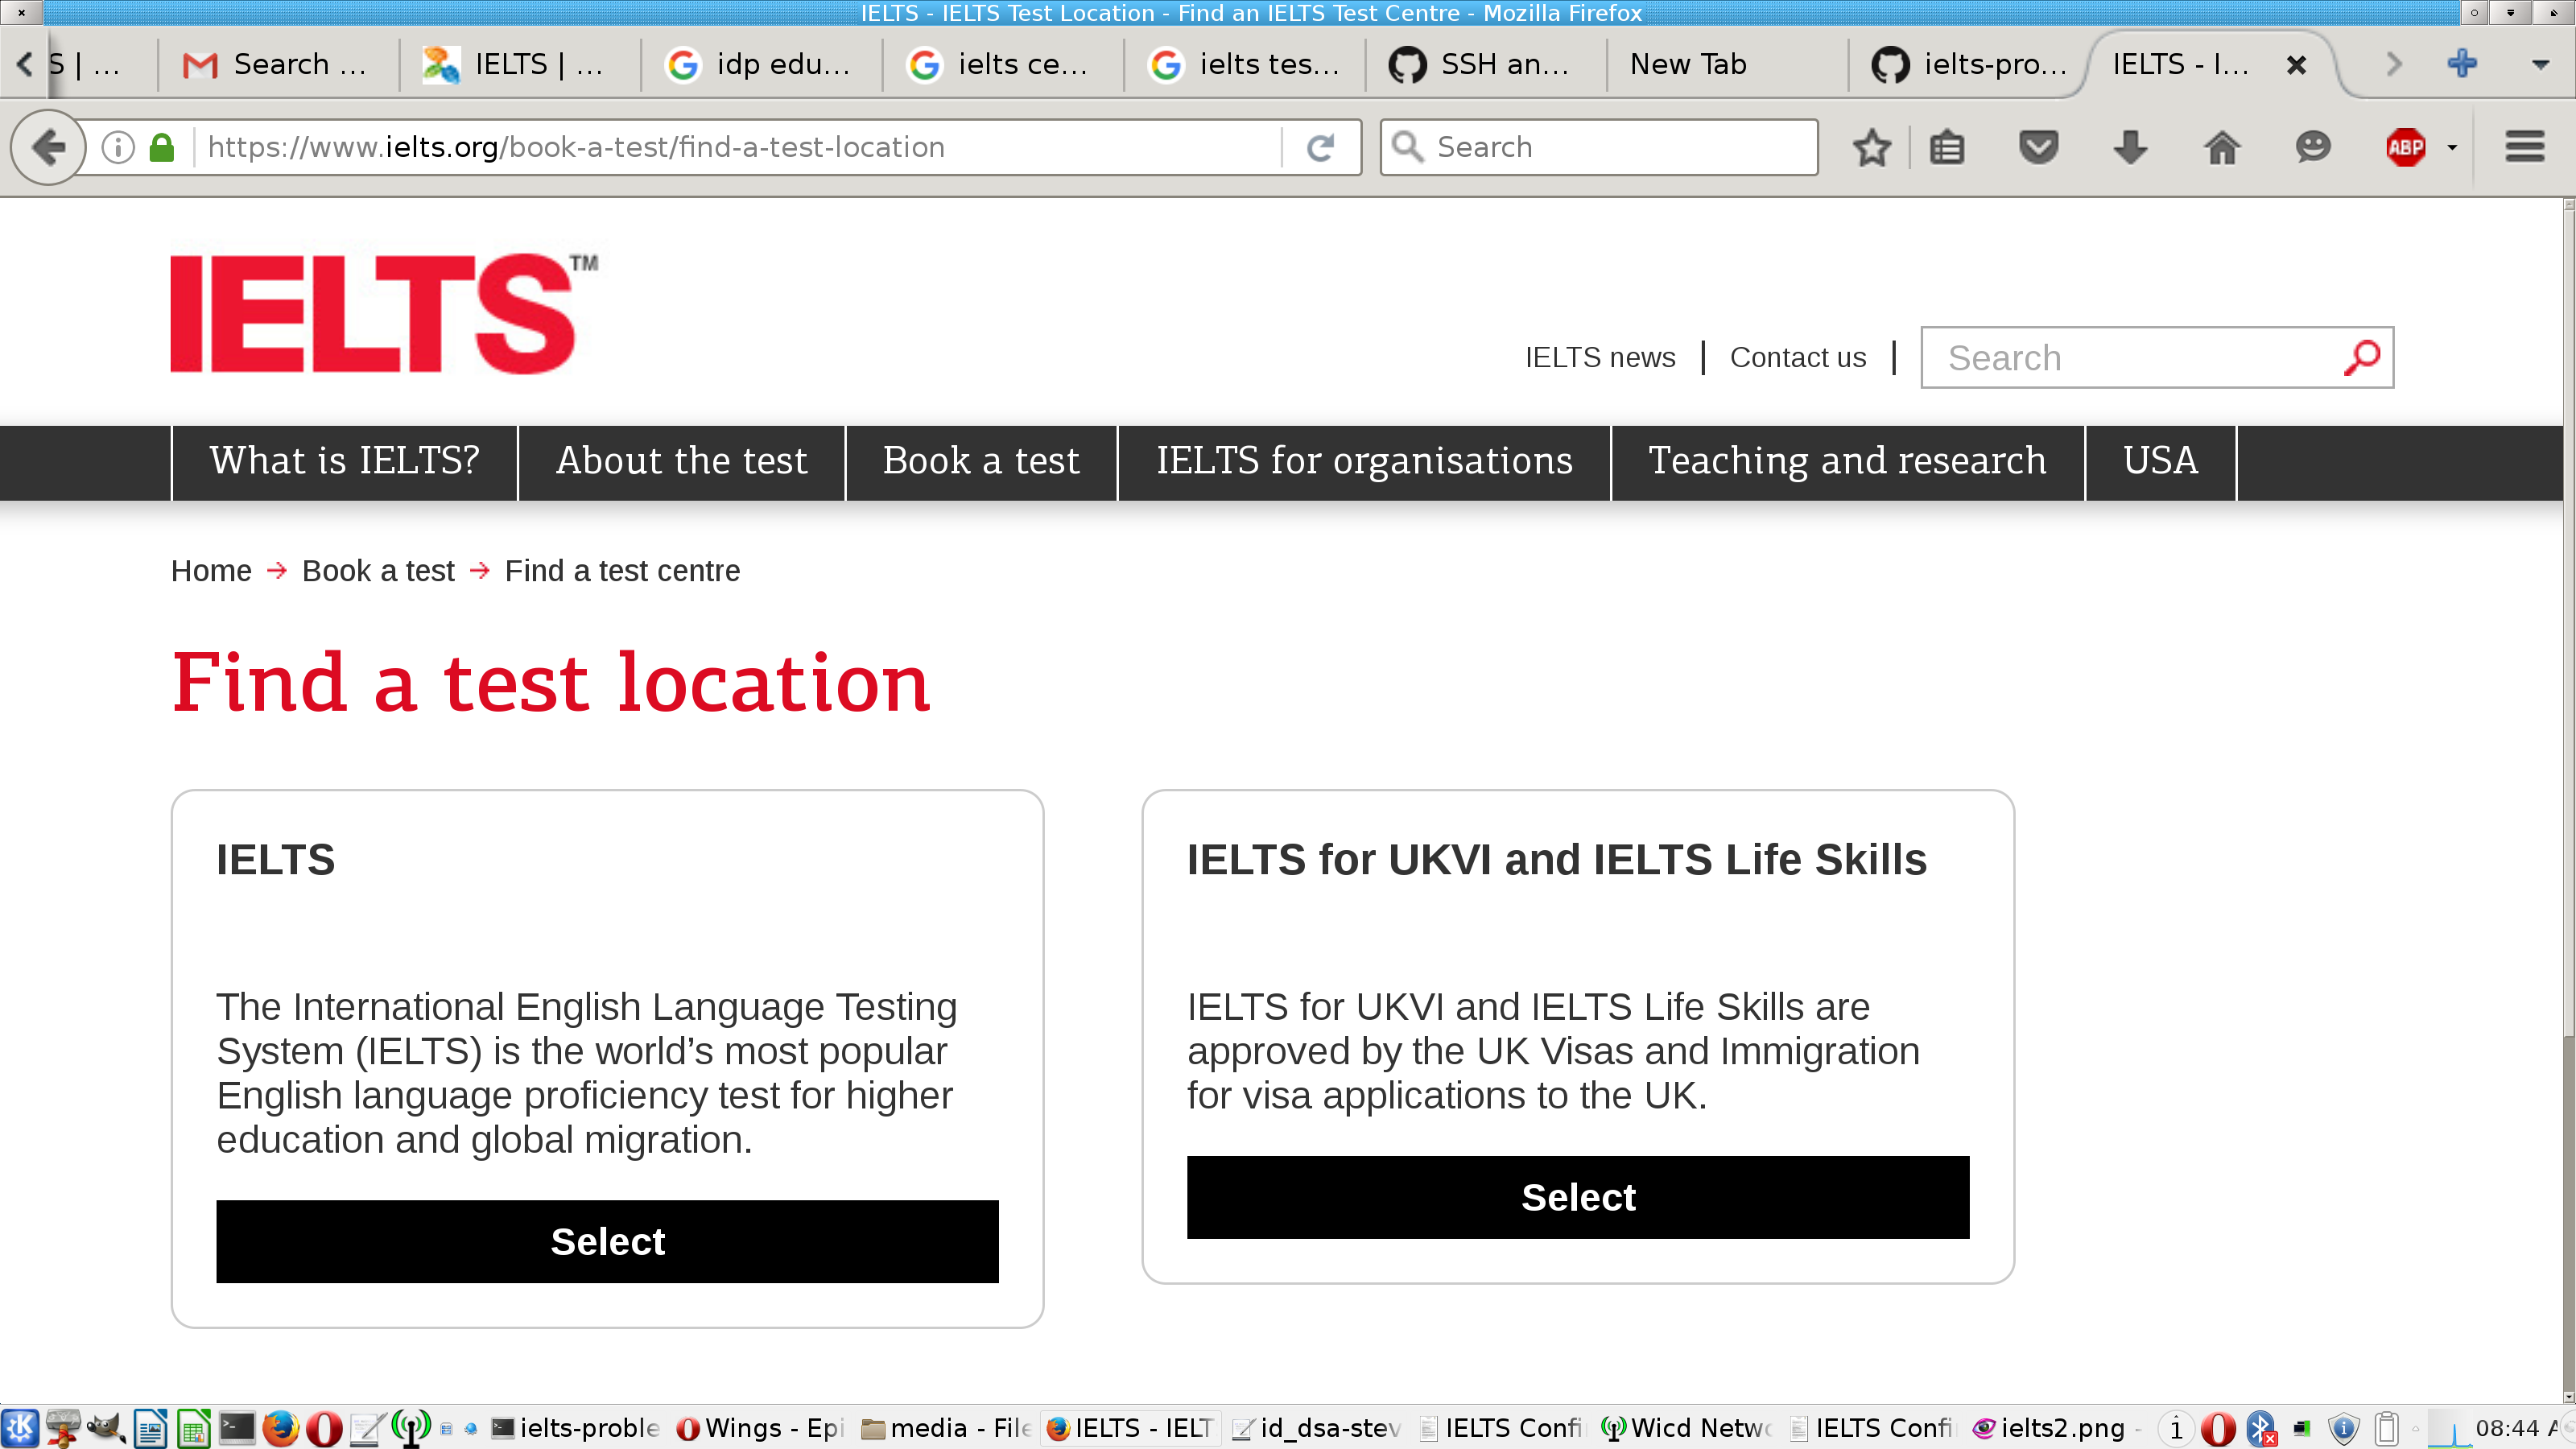 IELTS - IELTS Test Location - Find an IELTS Test Centre - Mozilla Firefox
S | ...
Search ...
IELTS | ...
idp edu...
ielts ce...
ielts tes...
SSH an...
New Tab
ielts-pro...
IELTS - I...
https://www.ielts.org/book-a-test/find-a-test-location
Search
ABP
IELTS™
IELTS news | Contact us |
Search
What is IELTS?
About the test
Book a test
IELTS for organisations
Teaching and research
USA
Home → Book a test → Find a test centre
Find a test location
IELTS
The International English Language Testing
System (IELTS) is the world’s most popular
English language proficiency test for higher
education and global migration.
Select
IELTS for UKVI and IELTS Life Skills
IELTS for UKVI and IELTS Life Skills are
approved by the UK Visas and Immigration
for visa applications to the UK.
Select
ielts-proble
Wings - Epi
media - File
IELTS - IELT
id_dsa-stev
IELTS Confi
Wicd Netwo
IELTS Confi
ielts2.png -
08:44 A